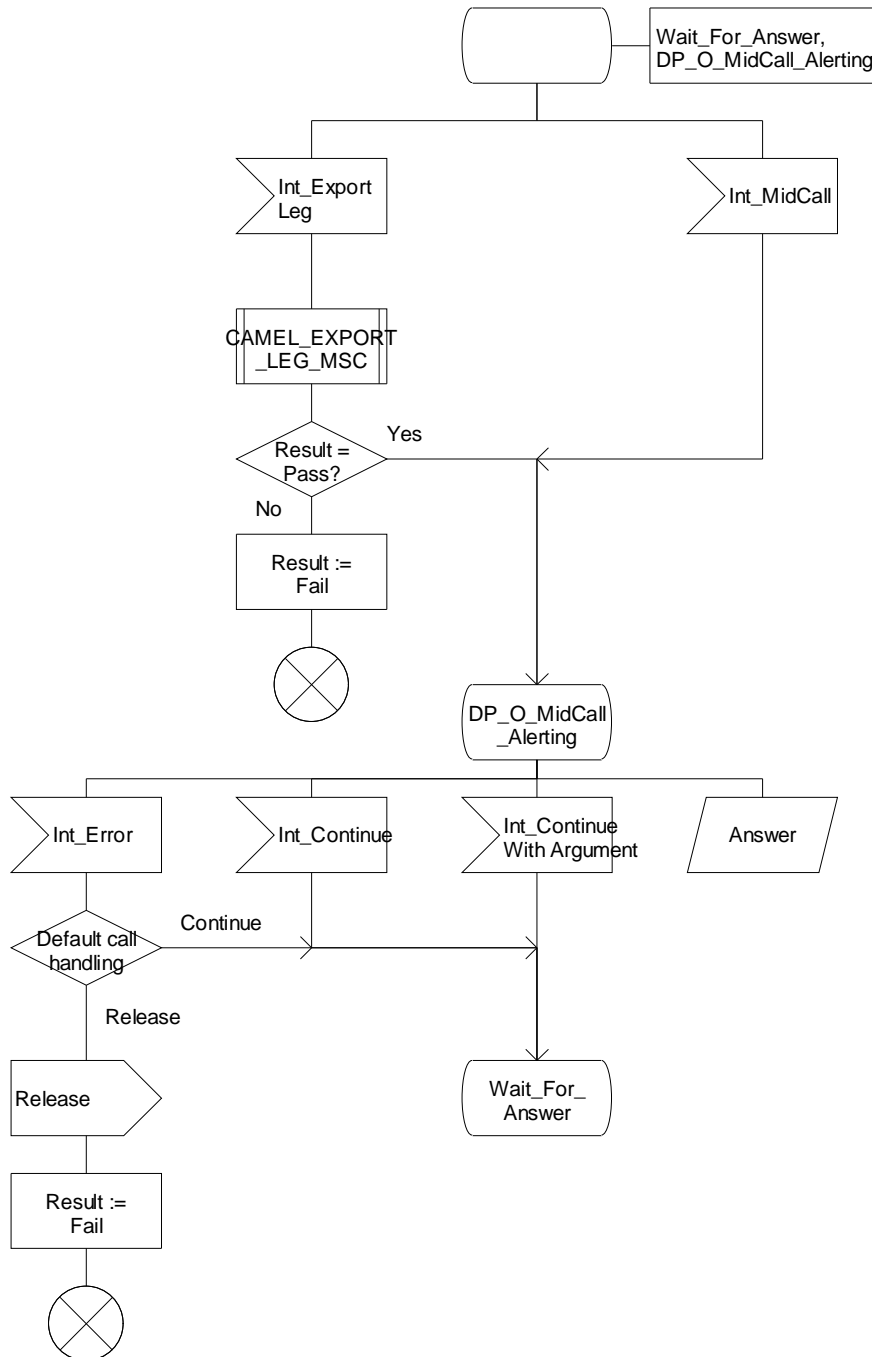 Wait_For_Answer,
DP_O_MidCall_Alerting
Int_Export
Leg
Int_MidCall
CAMEL_EXPORT
_LEG_MSC
Result =
Pass?
Yes
No
Result :=
Fail
DP_O_MidCall
_Alerting
Int_Error
Int_Continue
Int_Continue
With Argument
Answer
Default call
handling
Continue
Release
Release
Wait_For_
Answer
Result :=
Fail